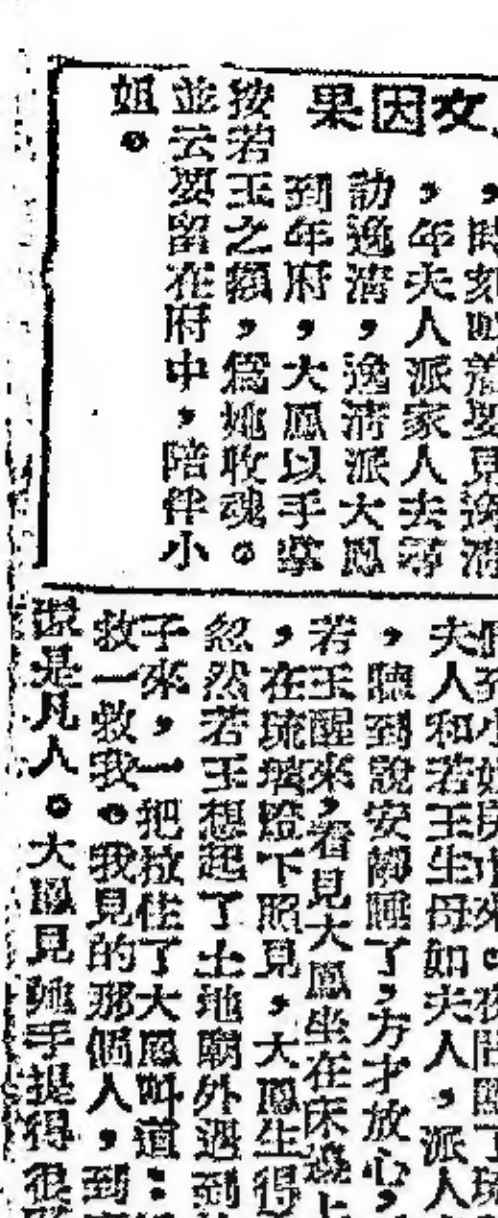 文因果
，時刻叫着要見逸清
，年夫人派家人去尋
訪逸清，逸清派大鳳
到年府，大鳳以手拿
按若玉之額，爲她收魂。
並云要留在府中，陪伴小
姐。
夫人和若玉生母如夫人，派人
，聽到說安靜睡了，方才放心，
若玉醒來，看見大鳳坐在床邊上
，在琉璃燈下照見，大鳳生得
忽然若玉想起了土地廟外遇到
子來，一把拉住了大鳳叫道：
救一救我。我見的那個人，到
還是凡人。大鳳見她手提得很